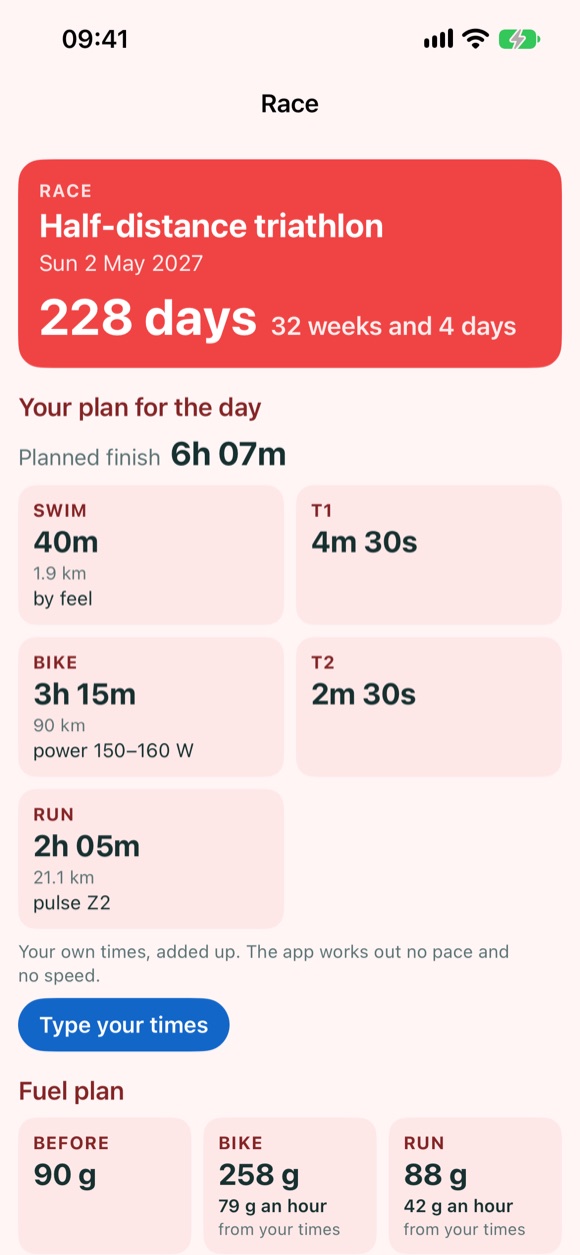 09:41
Race
RACE
Half-distance triathlon
Sun 2 May 2027
228 days 32 weeks and 4 days
Your plan for the day
Planned finish 6h 07m
SWIM
40m
1.9 km
by feel
T1
4m 30s
BIKE
3h 15m
90 km
power 150–160 W
T2
2m 30s
RUN
2h 05m
21.1 km
pulse Z2
Your own times, added up. The app works out no pace and
no speed.
Type your times
Fuel plan
BEFORE
90 g
BIKE
258 g
79 g an hour
from your times
RUN
88 g
42 g an hour
from your times